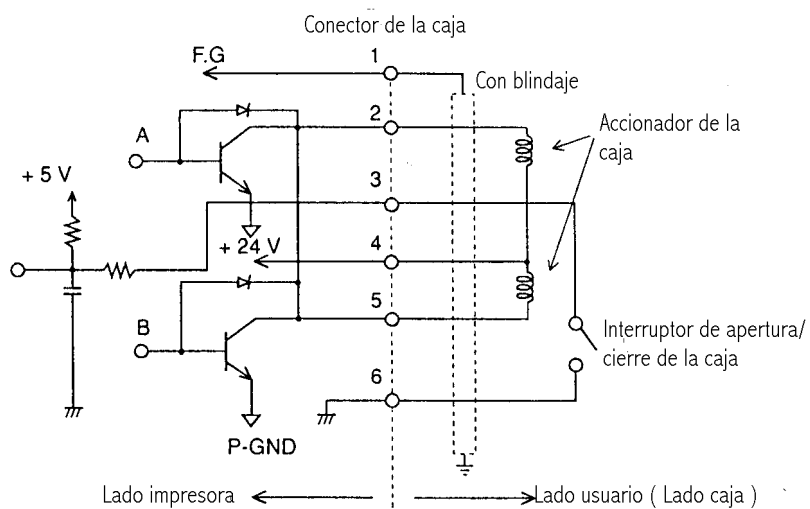 Conector de la caja
F.G
1
Con blindaje
2
A
Accionador de la
caja
+ 5 V
3
+ 24 V
4
5
B
Interruptor de apertura/
cierre de la caja
6
P-GND
Lado impresora
Lado usuario ( Lado caja )